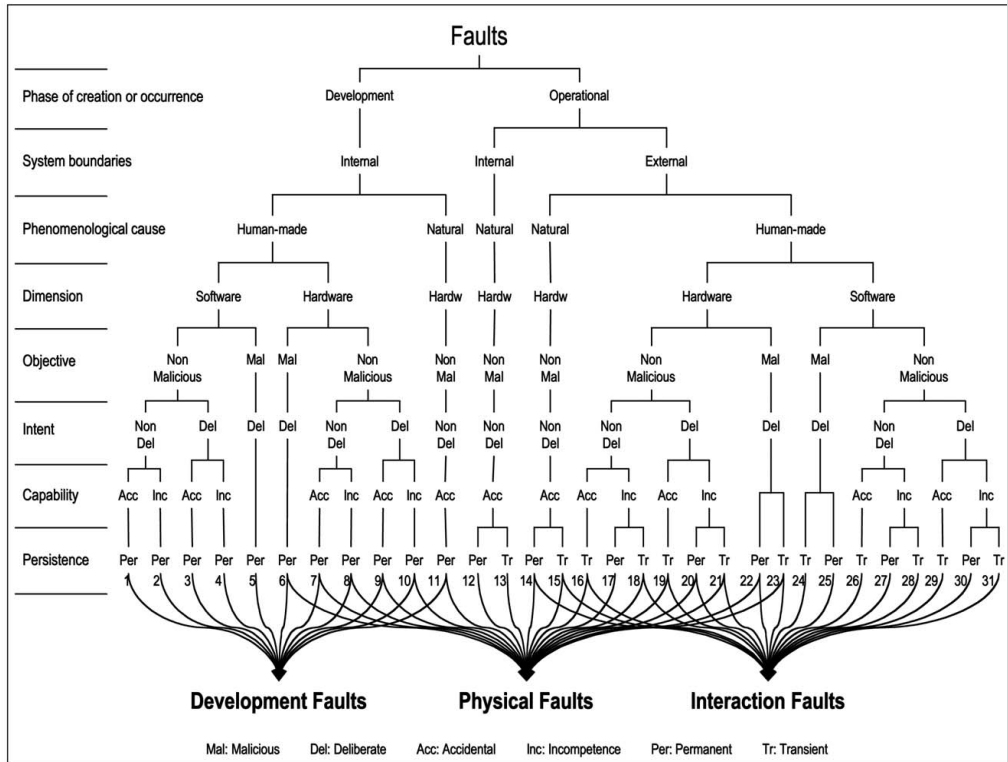 Faults
Phase of creation or occurrence Development Operational
System boundaries Internal Internal External
Phenomenological cause Human-made Natural Natural Natural Human-made
Dimension Software Hardware Hardw Hardw Hardw Hardware Software
Objective Non Malicious Mal Mal Non Malicious Non Mal Non Mal Non Mal Non Malicious Mal Mal Non Malicious
Intent Non Del Del Del Del Non Del Del Non Del Non Del Non Del Non Del Del Del Del Non Del Del
Capability Acc Inc Acc Inc Acc Inc Acc Inc Acc Acc Acc Acc Inc Acc Inc Acc Inc Acc Inc
Persistence Per Per Per Per Per Per Per Per Per Per Per Per Tr Per Tr Tr Per Tr Tr Per Tr Per Tr Tr Per Tr Per Tr Tr Per Tr
1 2 3 4 5 6 7 8 9 10 11 12 13 14 15 16 17 18 19 20 21 22 23 24 25 26 27 28 29 30 31
Development Faults Physical Faults Interaction Faults
Mal: Malicious Del: Deliberate Acc: Accidental Inc: Incompetence Per: Permanent Tr: Transient